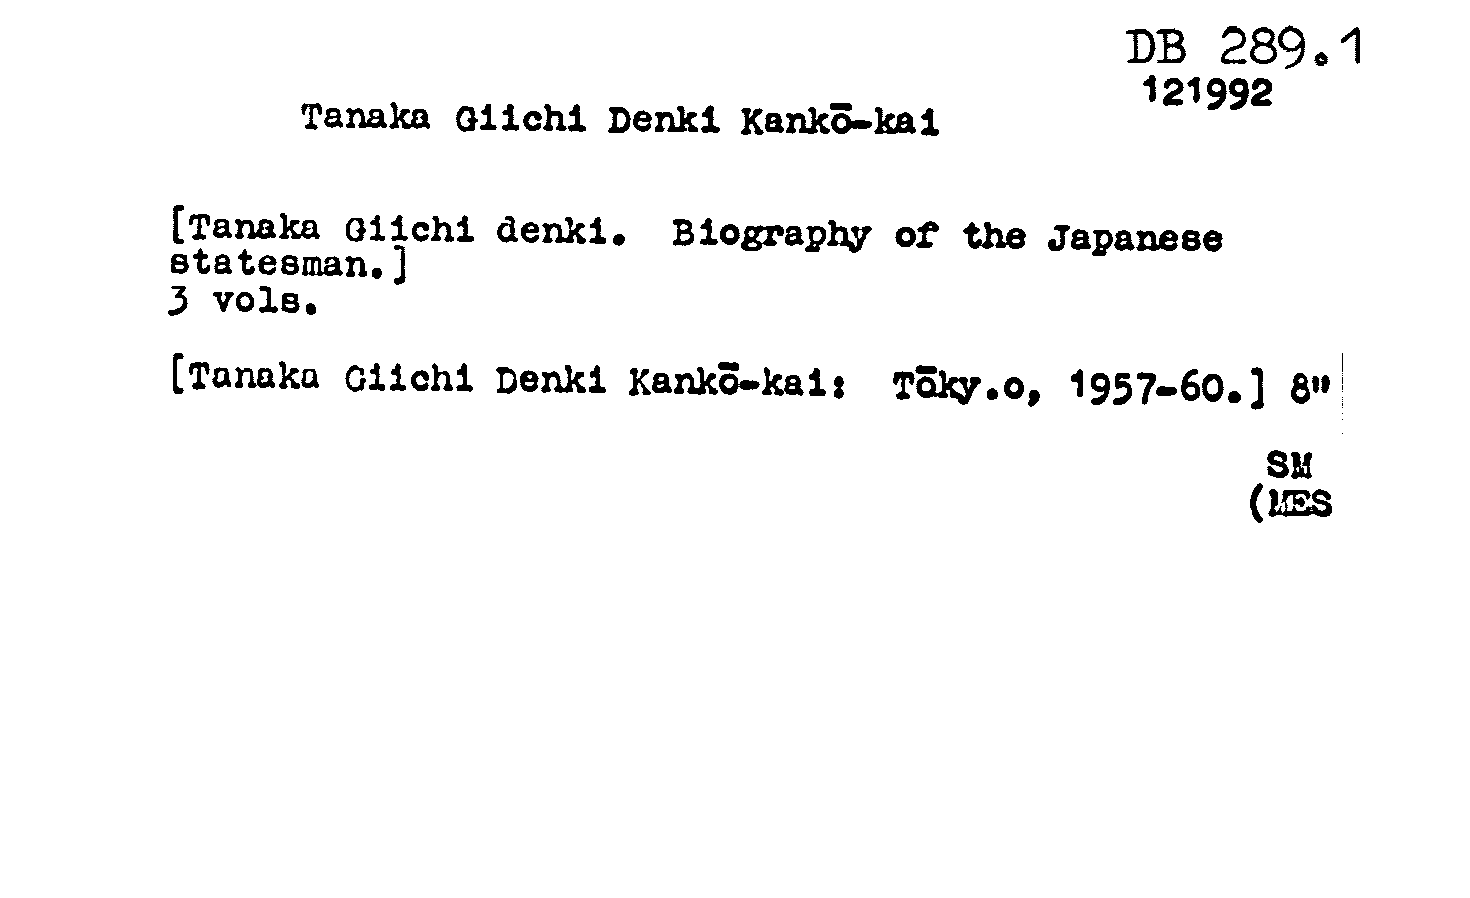 DB 289.1
121992
Tanaka Giichi Denki Kankō-kai
[Tanaka Giichi denki. Biography of the Japanese
statesman.]
3 vols.
[Tanaka Giichi Denki Kankō-kai: Tōky.o, 1957-60.] 8"
SM
(MES